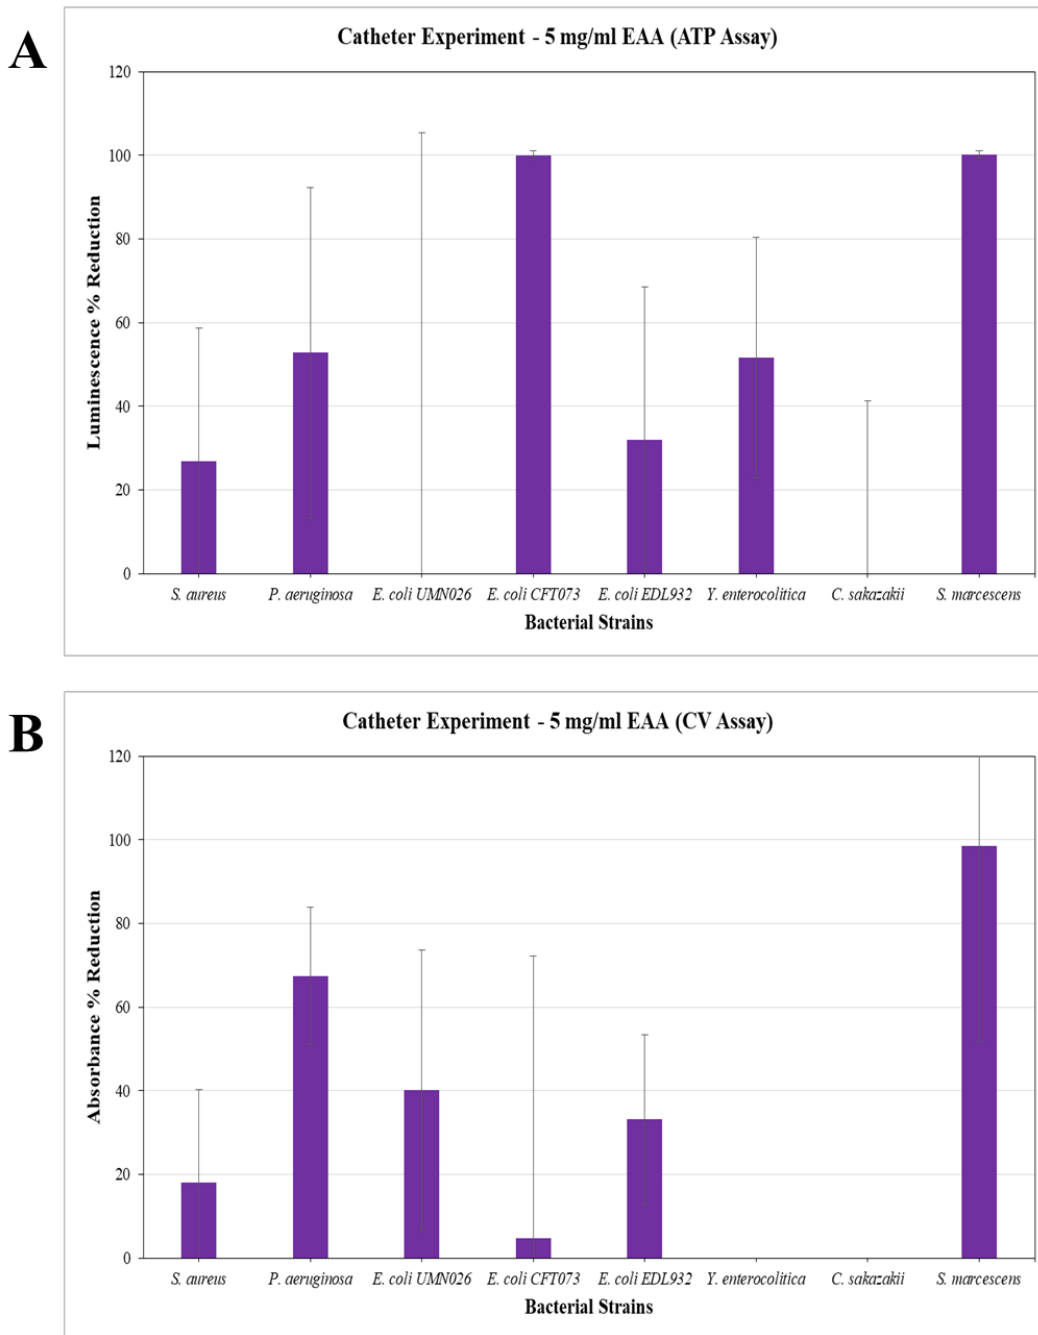 A
Catheter Experiment - 5 mg/ml EAA (ATP Assay)
Luminescence % Reduction
120
100
80
60
40
20
0
S. aureus P. aeruginosa E. coli UMN026 E. coli CFT073 E. coli EDL932 Y. enterocolitica C. sakazakii S. marcescens
Bacterial Strains
B
Catheter Experiment - 5 mg/ml EAA (CV Assay)
Absorbance % Reduction
120
100
80
60
40
20
0
S. aureus P. aeruginosa E. coli UMN026 E. coli CFT073 E. coli EDL932 Y. enterocolitica C. sakazakii S. marcescens
Bacterial Strains